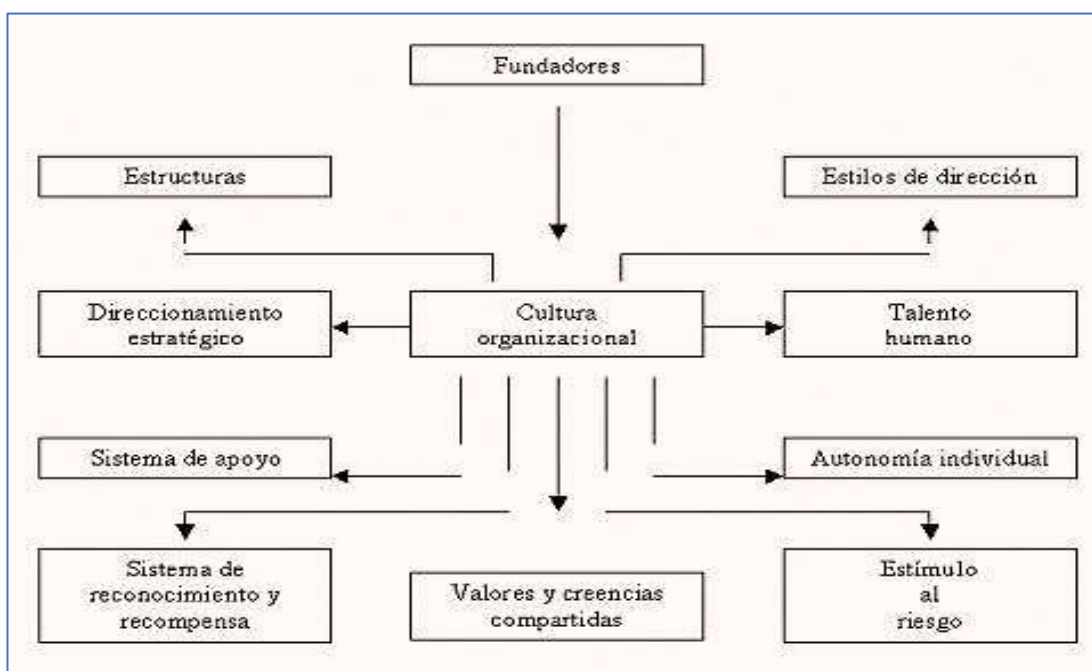 Fundadores
Estructuras
Estilos de dirección
Direccionamiento
estratégico
Cultura
organizacional
Talento
humano
Sistema de apoyo
Autonomía individual
Sistema de
reconocimiento y
recompensa
Valores y creencias
compartidas
Estímulo
al
riesgo